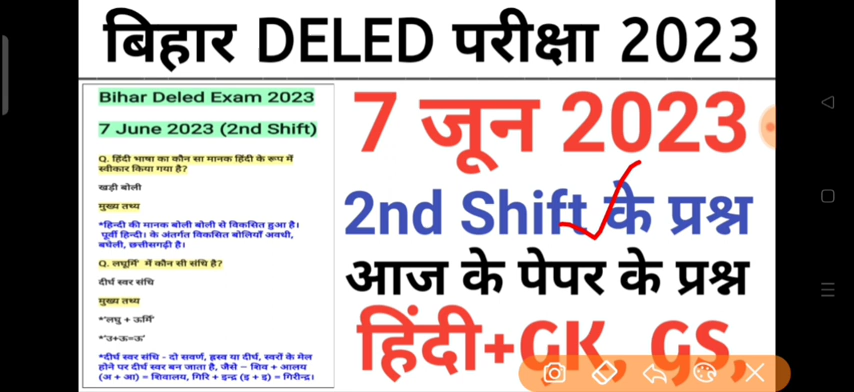 बिहार DELED परीक्षा 2023
Bihar Deled Exam 2023
7 June 2023 (2nd Shift)
Q. हिंदी भाषा का कौन सा मानक हिंदी के रूप में
स्वीकार किया गया है?
खड़ी बोली
मुख्य तथ्य
*हिन्दी की मानक बोली बोली से विकसित हुआ है।
पूर्वी हिन्दी। के अंतर्गत विकसित बोलियाँ अवधी,
बघेली, छत्तीसगढ़ी है।
Q. लघूर्मि' में कौन सी संधि है?
दीर्घ स्वर संधि
मुख्य तथ्य
*'लघु + ऊर्मि'
*'उ+ऊ=ऊ'
*दीर्घ स्वर संधि - दो सवर्ण, ह्रस्व या दीर्घ, स्वरों के मेल
होने पर दीर्घ स्वर बन जाता है, जैसे – शिव + आलय
(अ + आ) = शिवालय, गिरि + इन्द्र (इ + इ) = गिरीन्द्र।
7 जून 2023
2nd Shift के प्रश्न
आज के पेपर के प्रश्न
हिंदी+GK, GS,